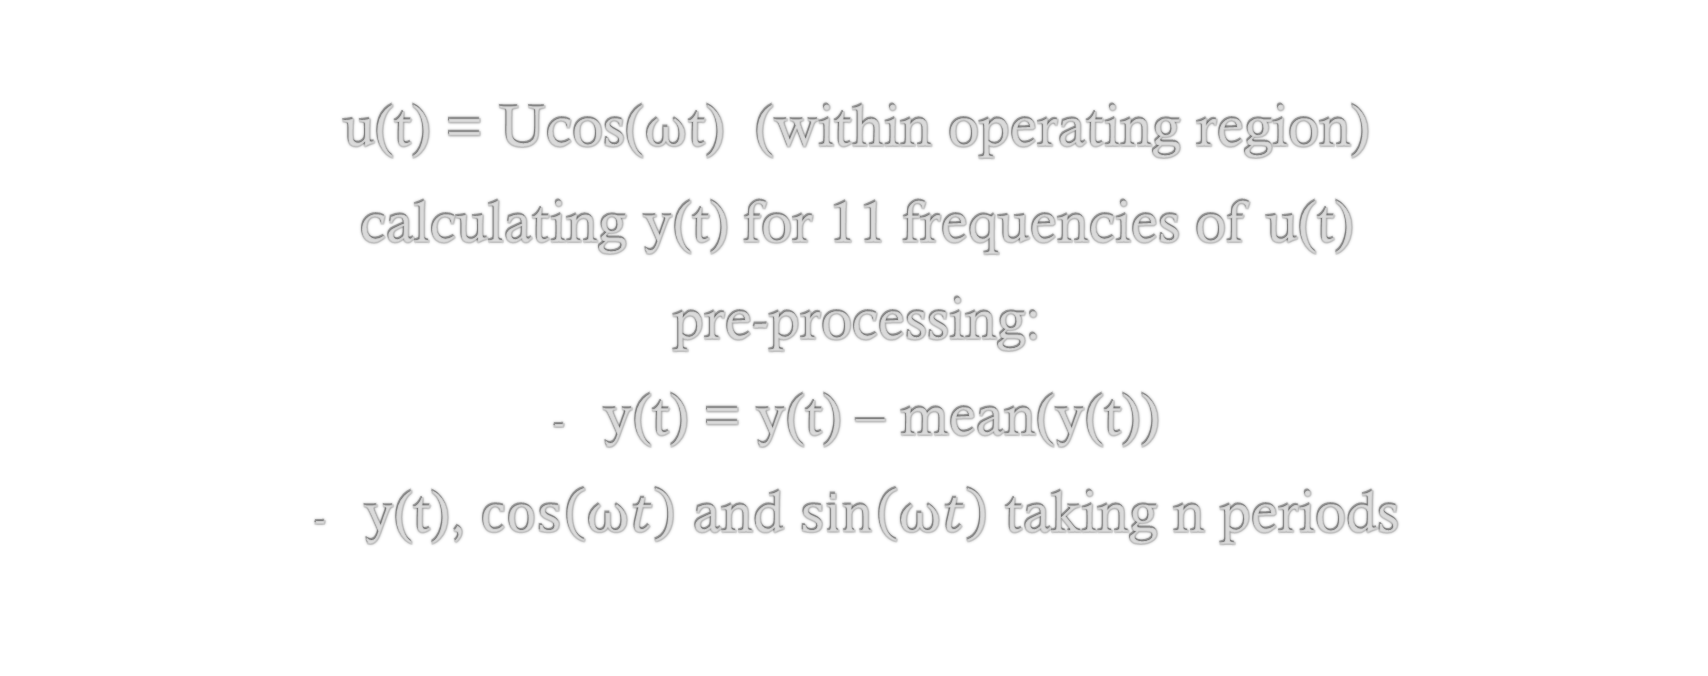 u(t) = Ucos(ωt) (within operating region)
calculating y(t) for 11 frequencies of u(t)
pre-processing:
- y(t) = y(t) – mean(y(t))
- y(t), cos(ωt) and sin(ωt) taking n periods